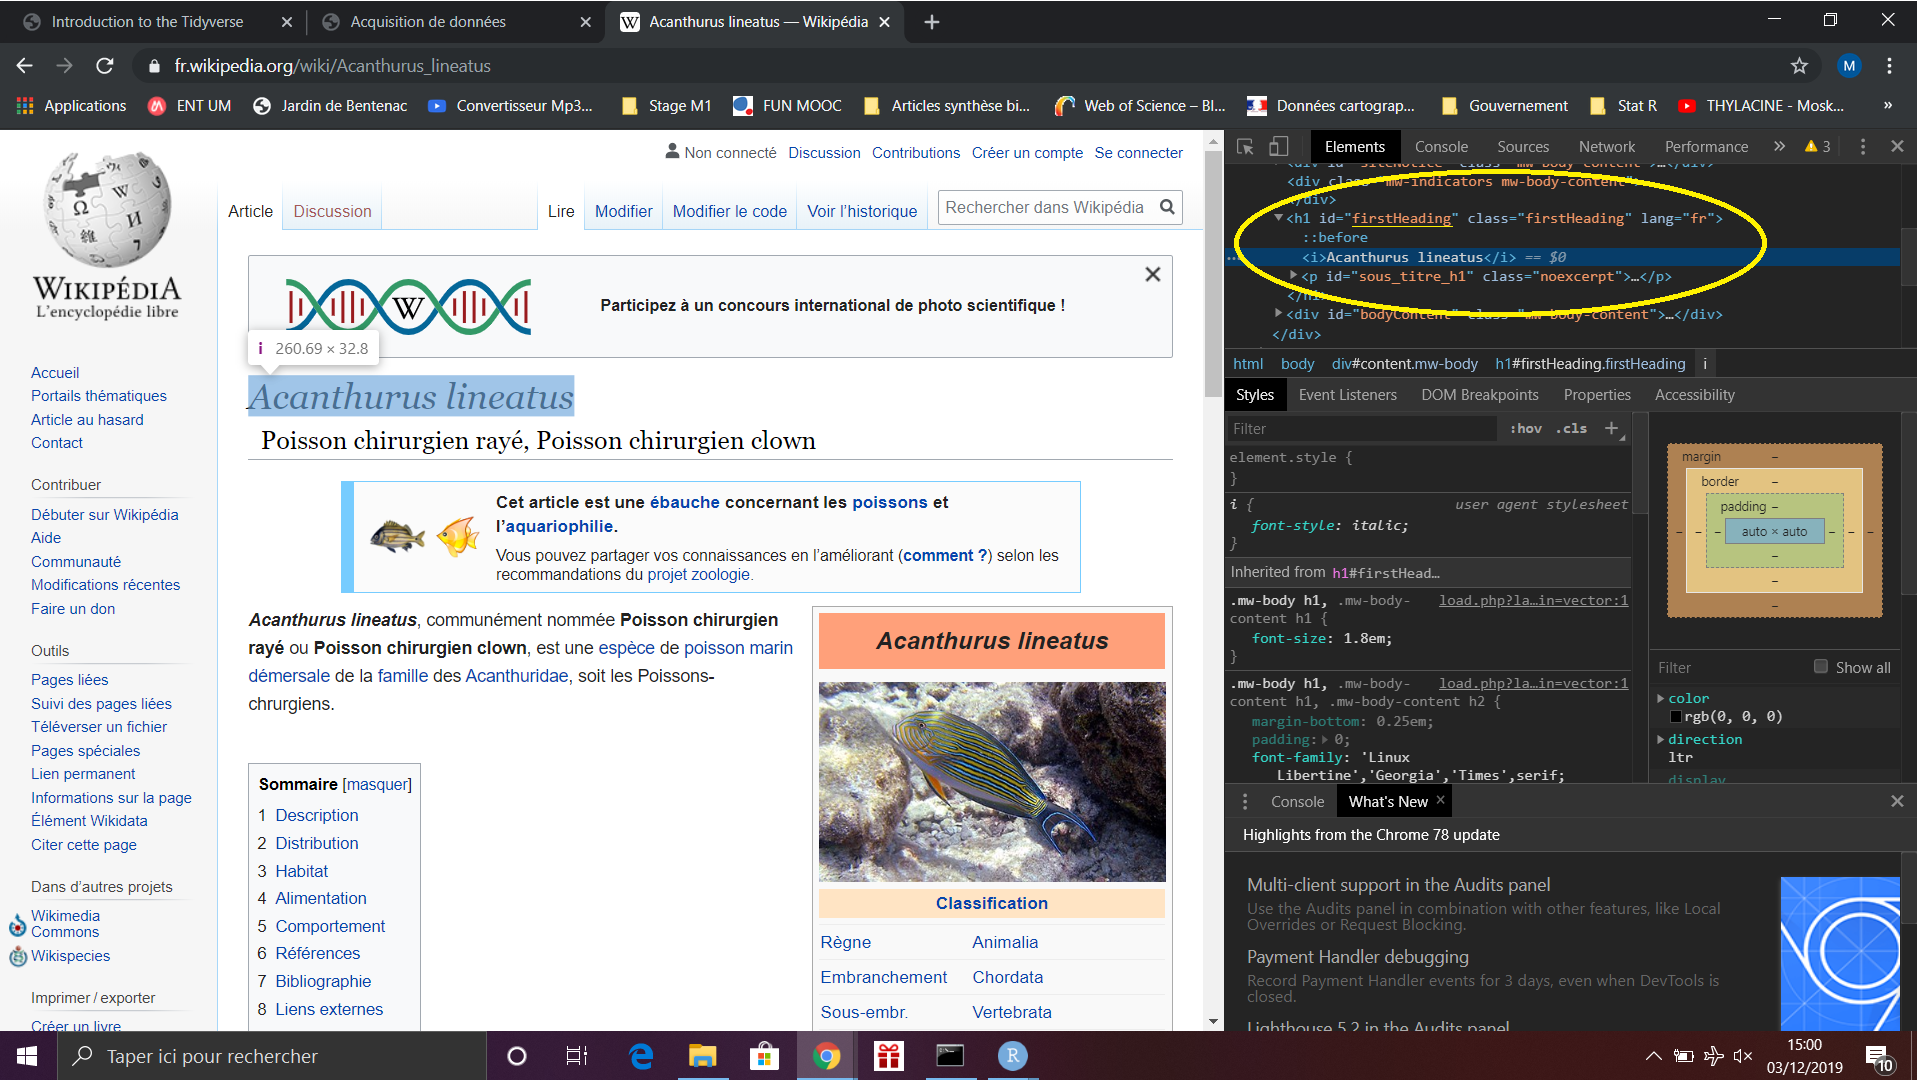 Introduction to the Tidyverse
Acquisition de données
Acanthurus lineatus — Wikipédia
fr.wikipedia.org/wiki/Acanthurus_lineatus
M
Applications
ENT UM
Jardin de Bentenac
Convertisseur Mp3...
Stage M1
FUN MOOC
Articles synthèse bi...
Web of Science – Bl...
Données cartograp...
Gouvernement
Stat R
THYLACINE - Mosk...
»
WIKIPÉDIA
L'encyclopédie libre
Accueil
Portails thématiques
Article au hasard
Contact
Contribuer
Débuter sur Wikipédia
Aide
Communauté
Modifications récentes
Faire un don
Outils
Pages liées
Suivi des pages liées
Téléverser un fichier
Pages spéciales
Lien permanent
Informations sur la page
Élément Wikidata
Citer cette page
Dans d'autres projets
Wikimedia
Commons
Wikispecies
Imprimer / exporter
Créer un livre
Non connecté Discussion Contributions Créer un compte Se connecter
Article Discussion Lire Modifier Modifier le code Voir l'historique Rechercher dans Wikipédia
Participez à un concours international de photo scientifique !
i 260.69 × 32.8
Acanthurus lineatus
Poisson chirurgien rayé, Poisson chirurgien clown
Cet article est une ébauche concernant les poissons et
l'aquariophilie.
Vous pouvez partager vos connaissances en l'améliorant (comment ?) selon les
recommandations du projet zoologie.
Acanthurus lineatus, communément nommée Poisson chirurgien
rayé ou Poisson chirurgien clown, est une espèce de poisson marin
démersale de la famille des Acanthuridae, soit les Poissons-
chrurgiens.
Sommaire [masquer]
1 Description
2 Distribution
3 Habitat
4 Alimentation
5 Comportement
6 Références
7 Bibliographie
8 Liens externes
Acanthurus lineatus
Classification
Règne Animalia
Embranchement Chordata
Sous-embr. Vertebrata
Elements Console Sources Network Performance » 3
<div id="siteNotice" class="mw-body-content">…</div>
<div class="mw-indicators mw-body-content">
</div>
<h1 id="firstHeading" class="firstHeading" lang="fr">
::before
<i>Acanthurus lineatus</i> == $0
<p id="sous_titre_h1" class="noexcerpt">…</p>
</h1>
<div id="bodyContent" class="mw-body-content">…</div>
</div>
html body div#content.mw-body h1#firstHeading.firstHeading i
Styles Event Listeners DOM Breakpoints Properties Accessibility
Filter :hov .cls +
element.style {
}
i { user agent stylesheet
font-style: italic;
}
Inherited from h1#firstHead…
.mw-body h1, .mw-body- load.php?la…in=vector:1
content h1 {
font-size: 1.8em;
}
.mw-body h1, .mw-body- load.php?la…in=vector:1
content h1, .mw-body-content h2 {
margin-bottom: 0.25em;
padding: 0;
font-family: 'Linux
Libertine','Georgia','Times',serif;
margin –
border –
padding –
– – – auto × auto – – –
–
–
–
Filter Show all
color
rgb(0, 0, 0)
direction
ltr
display
Console What's New
Highlights from the Chrome 78 update
Multi-client support in the Audits panel
Use the Audits panel in combination with other features, like Local
Overrides or Request Blocking.
Payment Handler debugging
Record Payment Handler events for 3 days, even when DevTools is
closed.
Lighthouse 5.2 in the Audits panel
Taper ici pour rechercher
R
15:00
03/12/2019
10